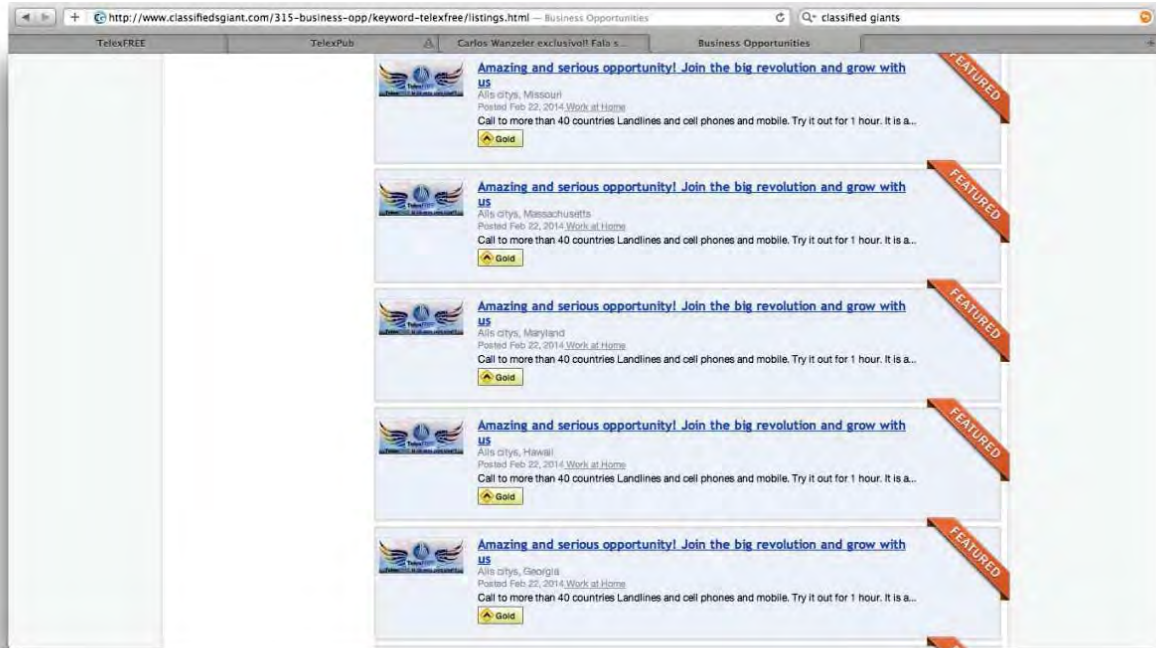 http://www.classifiedsgiant.com/315-business-opp/keyword-telexfree/listings.html — Business Opportunities
classified giants
TelexFREE
TelexPub
Carlos Wanzeler exclusivo!! Fala s...
Business Opportunities
Amazing and serious opportunity! Join the big revolution and grow with
us
Alls citys, Missouri
Posted Feb 22, 2014 Work at Home
Call to more than 40 countries Landlines and cell phones and mobile. Try it out for 1 hour. It is a...
Gold
FEATURED
Amazing and serious opportunity! Join the big revolution and grow with
us
Alls citys, Massachusetts
Posted Feb 22, 2014 Work at Home
Call to more than 40 countries Landlines and cell phones and mobile. Try it out for 1 hour. It is a...
Gold
FEATURED
Amazing and serious opportunity! Join the big revolution and grow with
us
Alls citys, Maryland
Posted Feb 22, 2014 Work at Home
Call to more than 40 countries Landlines and cell phones and mobile. Try it out for 1 hour. It is a...
Gold
FEATURED
Amazing and serious opportunity! Join the big revolution and grow with
us
Alls citys, Hawaii
Posted Feb 22, 2014 Work at Home
Call to more than 40 countries Landlines and cell phones and mobile. Try it out for 1 hour. It is a...
Gold
FEATURED
Amazing and serious opportunity! Join the big revolution and grow with
us
Alls citys, Georgia
Posted Feb 22, 2014 Work at Home
Call to more than 40 countries Landlines and cell phones and mobile. Try it out for 1 hour. It is a...
Gold
FEATURED